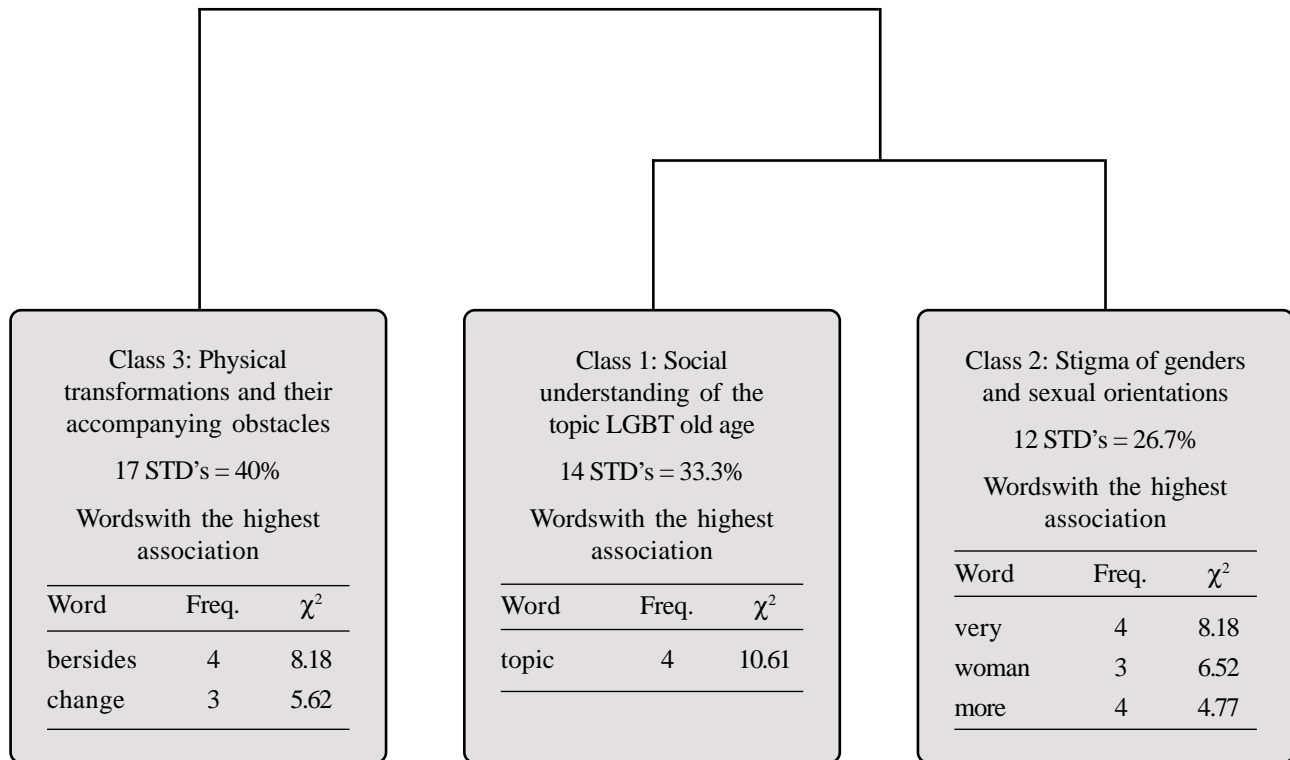 Class 3: Physical
transformations and their
accompanying obstacles
17 STD’s = 40%
Wordswith the highest
association
Word Freq. χ²
bersides 4 8.18
change 3 5.62
Class 1: Social
understanding of the
topic LGBT old age
14 STD’s = 33.3%
Wordswith the highest
association
Word Freq. χ²
topic 4 10.61
Class 2: Stigma of genders
and sexual orientations
12 STD’s = 26.7%
Wordswith the highest
association
Word Freq. χ²
very 4 8.18
woman 3 6.52
more 4 4.77